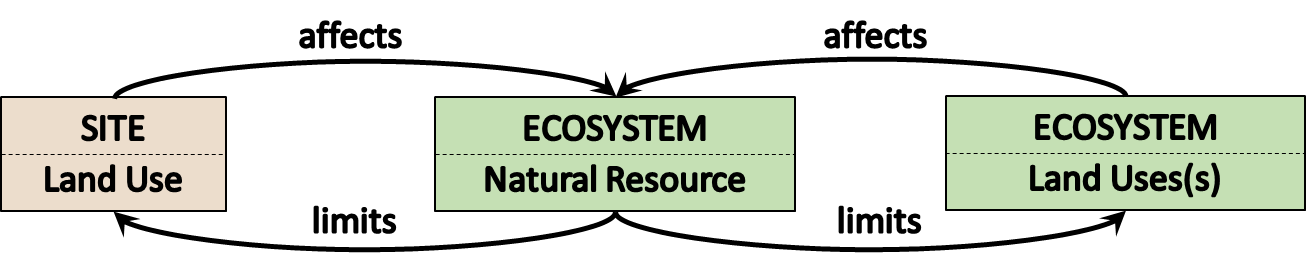 affects
affects
SITE
Land Use
ECOSYSTEM
Natural Resource
ECOSYSTEM
Land Uses(s)
limits
limits